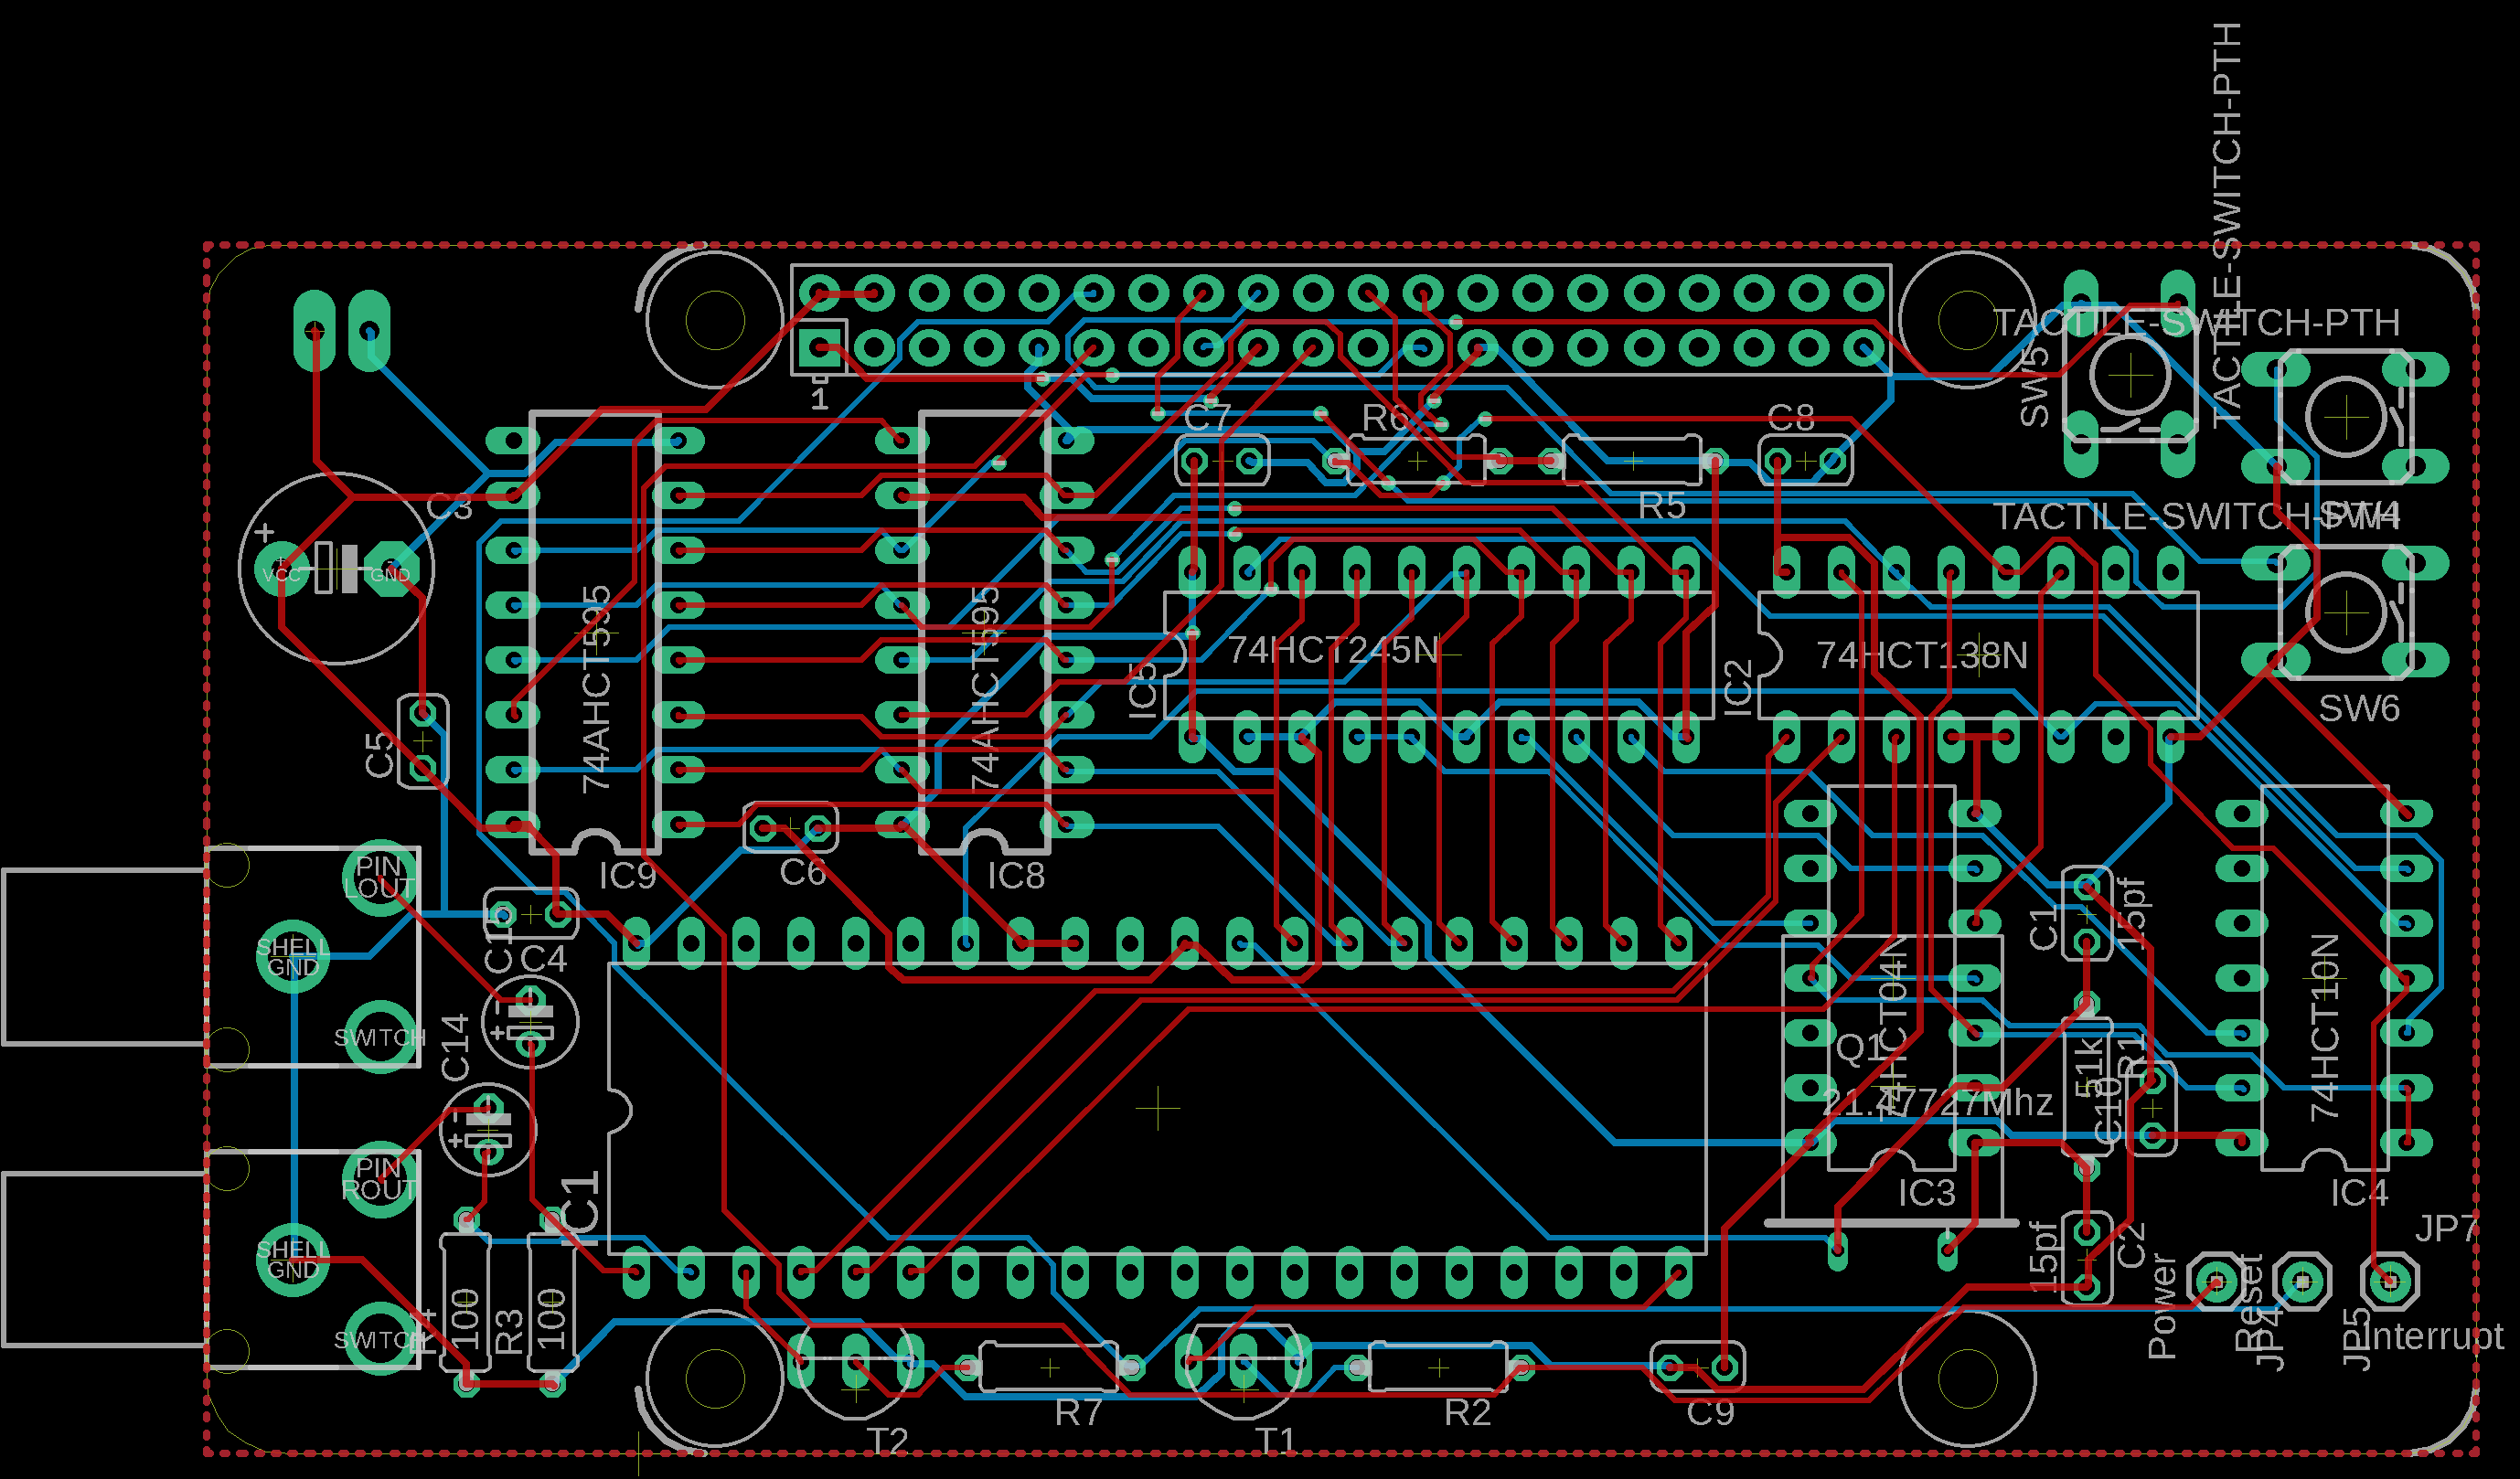 TACTILE-SWITCH-PTH
TACTILE-SWITCH-PTH
SW5
1
C7
R6
C8
C3
+
R5
TACTILE-SWITCH-PTH
SW4
VCC
GND
74AHCT595
74AHCT595
IC5
74HCT245N
IC2
74HCT138N
SW6
C5
IC9
C6
IC8
PIN
LOUT
C1
15pf
SHELL
GND
C13
C4
SWITCH
C14
Q1
74HCT04N
21.47727Mhz
51k
R1
C10
74HCT10N
PIN
ROUT
IC1
IC3
IC4
JP7
SHELL
GND
15pf
C2
Power
Reset
JP4
JP5
Interrupt
SWITCH
R4
100
R3
100
R7
R2
C9
T2
T1